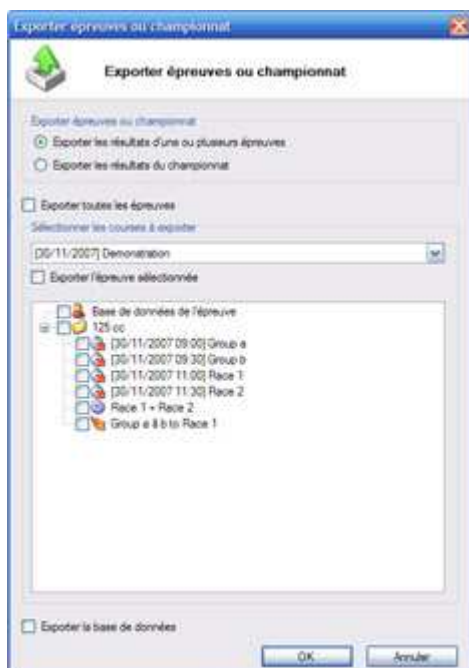 Exporter épreuves ou championnat
Exporter épreuves ou championnat
Exporter épreuves ou championnat
Exporter les résultats d'une ou plusieurs épreuves
Exporter les résultats du championnat
Exporter toutes les épreuves
Sélectionner les courses à exporter
[30/11/2007] Demonstration
Exporter l'épreuve sélectionnée
Base de données de l'épreuve
125 cc
[30/11/2007 09:00] Group a
[30/11/2007 09:30] Group b
[30/11/2007 11:00] Race 1
[30/11/2007 11:30] Race 2
Race 1 + Race 2
Group a & b to Race 1
Exporter la base de données
OK Annuler